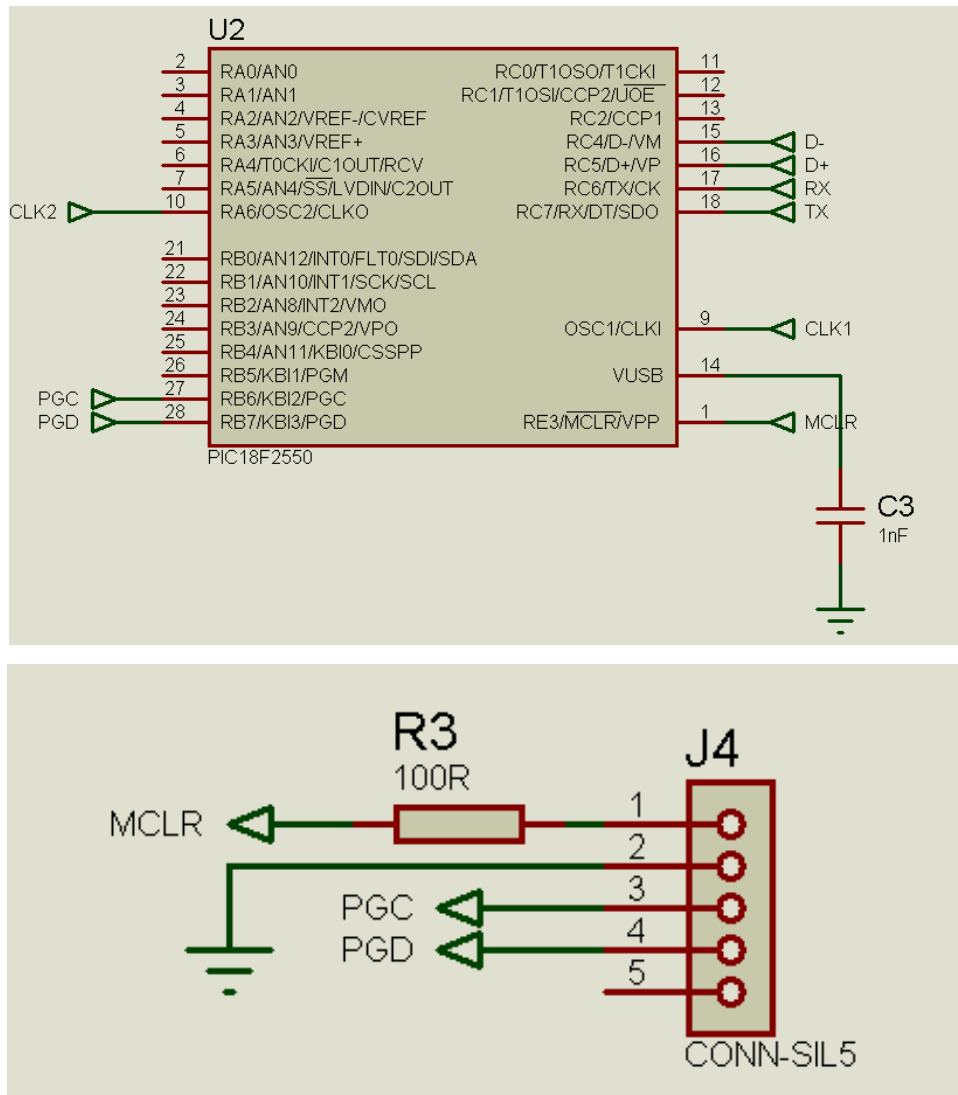 U2
2 RA0/AN0 RC0/T1OSO/T1CKI 11
3 RA1/AN1 RC1/T1OSI/CCP2/UOE 12
4 RA2/AN2/VREF-/CVREF RC2/CCP1 13
5 RA3/AN3/VREF+ RC4/D-/VM 15 D-
6 RA4/T0CKI/C1OUT/RCV RC5/D+/VP 16 D+
7 RA5/AN4/SS/LVDIN/C2OUT RC6/TX/CK 17 RX
CLK2 10 RA6/OSC2/CLKO RC7/RX/DT/SDO 18 TX
21 RB0/AN12/INT0/FLT0/SDI/SDA
22 RB1/AN10/INT1/SCK/SCL
23 RB2/AN8/INT2/VMO
24 RB3/AN9/CCP2/VPO OSC1/CLKI 9 CLK1
25 RB4/AN11/KBI0/CSSPP
26 RB5/KBI1/PGM VUSB 14
PGC 27 RB6/KBI2/PGC
PGD 28 RB7/KBI3/PGD RE3/MCLR/VPP 1 MCLR
PIC18F2550
C3
1nF
R3
100R
J4
MCLR 1
2
PGC 3
PGD 4
5
CONN-SIL5